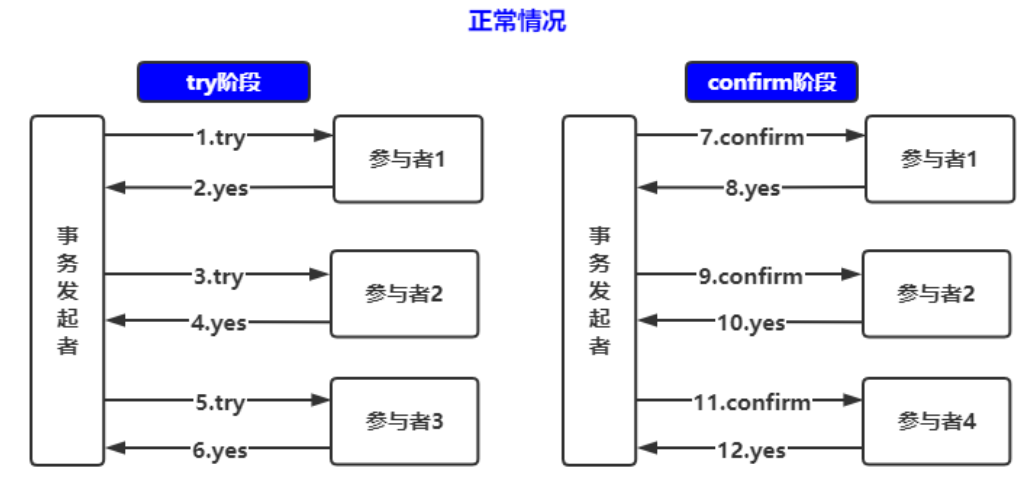 正常情况
try阶段
事务发起者
1.try
参与者1
2.yes
3.try
参与者2
4.yes
5.try
参与者3
6.yes
confirm阶段
事务发起者
7.confirm
参与者1
8.yes
9.confirm
参与者2
10.yes
11.confirm
参与者4
12.yes